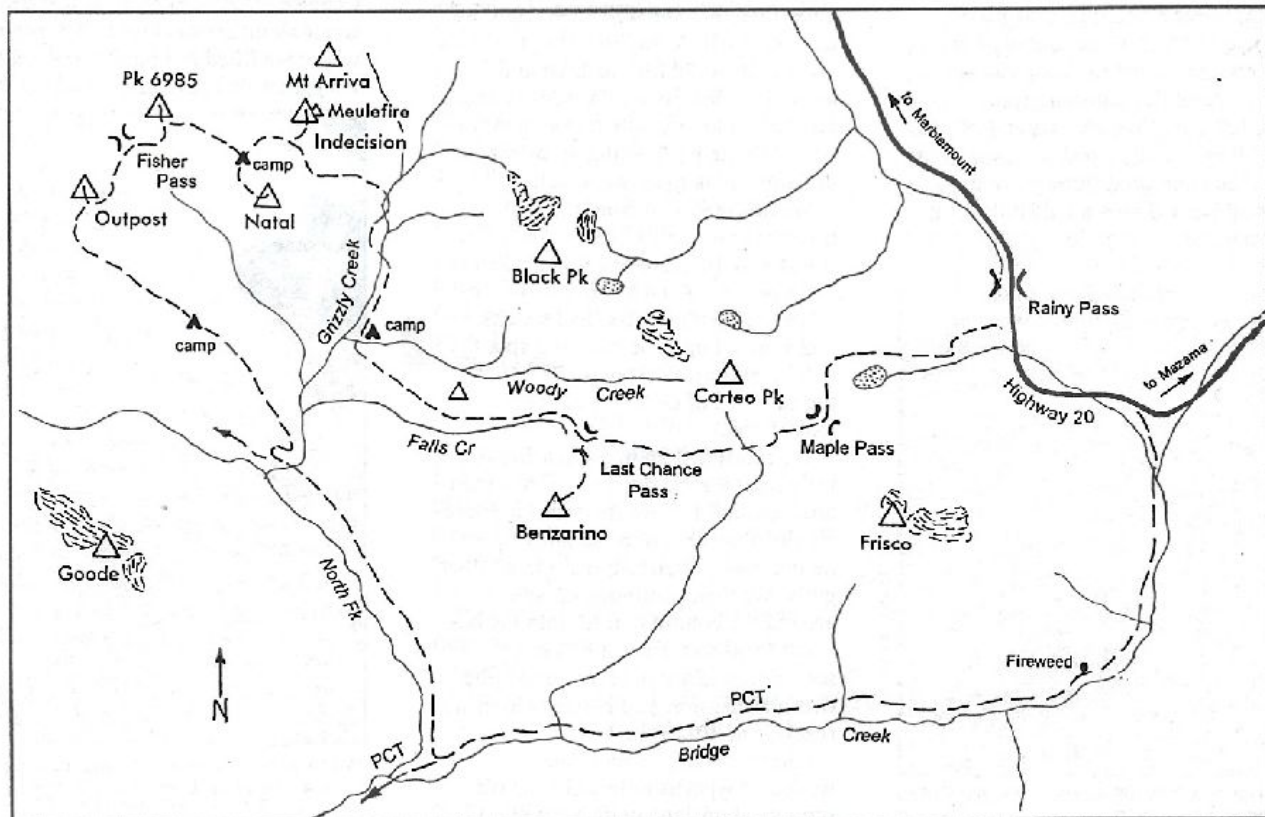 Mt Arriva
Pk 6985
Meulefire
Indecision
camp
Fisher
Pass
Outpost
Natal
to Marblemount
Black Pk
Grizzly Creek
Rainy Pass
camp
camp
to Mazama
Woody Creek
Corteo Pk
Highway 20
Maple Pass
Falls Cr
Last Chance
Pass
Benzarino
Frisco
Goode
North Fk.
Fireweed
N
PCT
Bridge Creek
PCT